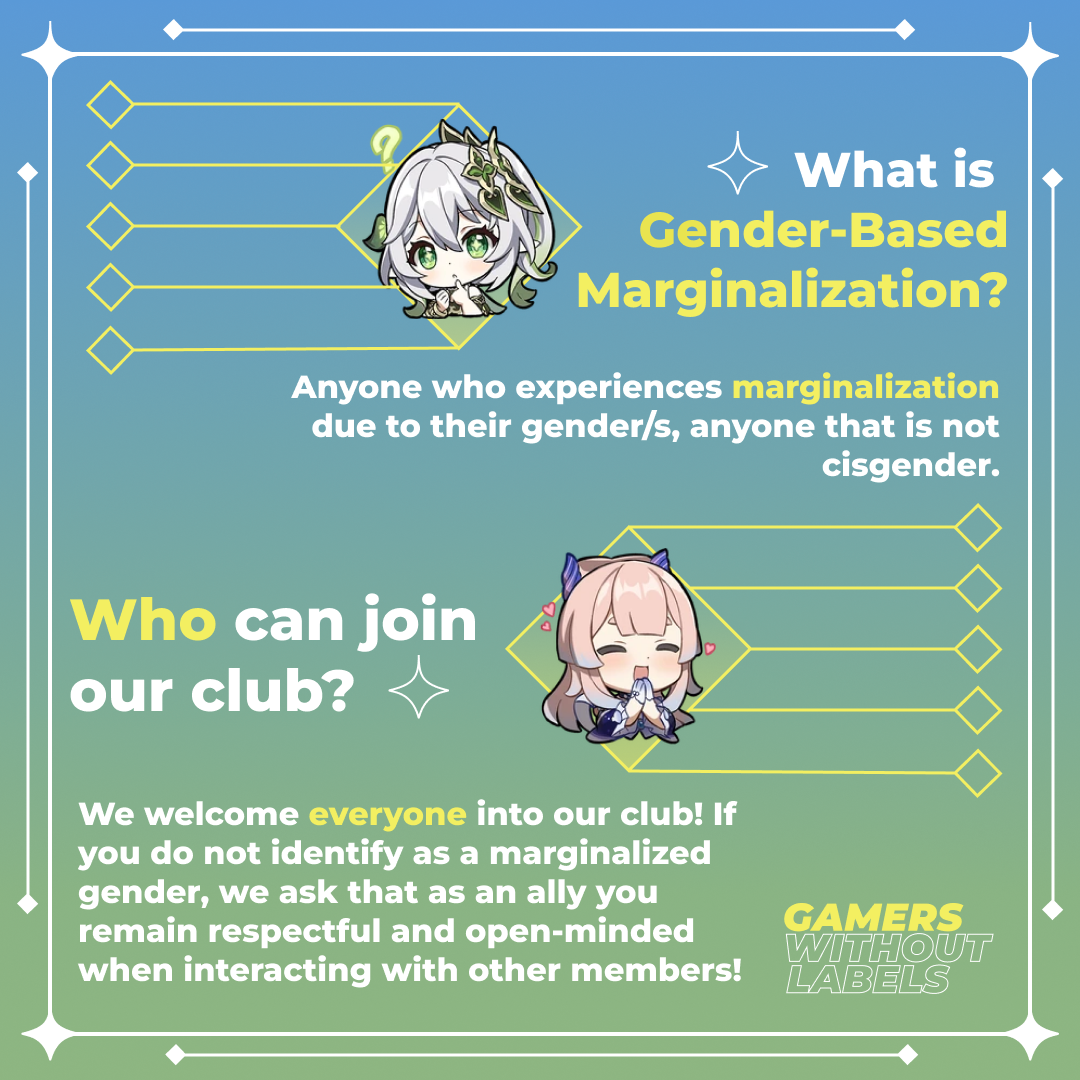 ?
What is
Gender-Based
Marginalization?
Anyone who experiences marginalization
due to their gender/s, anyone that is not
cisgender.
Who can join
our club?
We welcome everyone into our club! If
you do not identify as a marginalized
gender, we ask that as an ally you
remain respectful and open-minded
when interacting with other members!
GAMERS
WITHOUT
LABELS